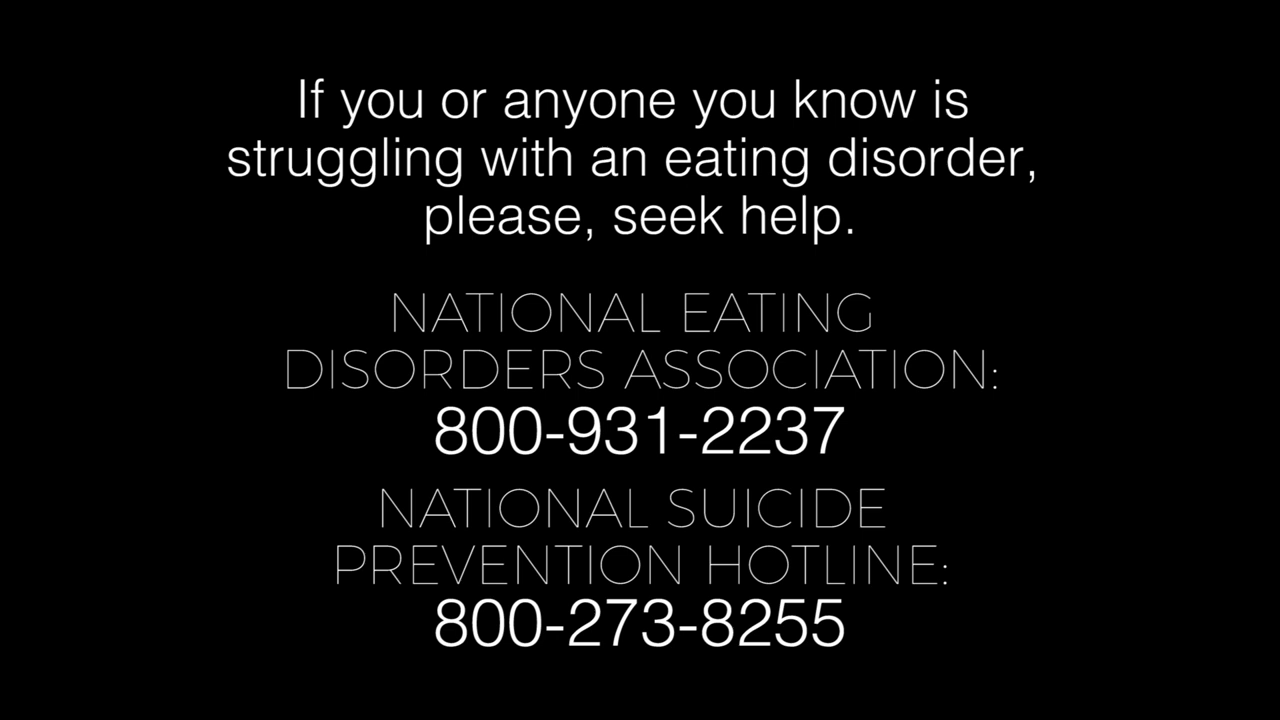 If you or anyone you know is
struggling with an eating disorder,
please, seek help.
NATIONAL EATING
DISORDERS ASSOCIATION:
800-931-2237
NATIONAL SUICIDE
PREVENTION HOTLINE:
800-273-8255